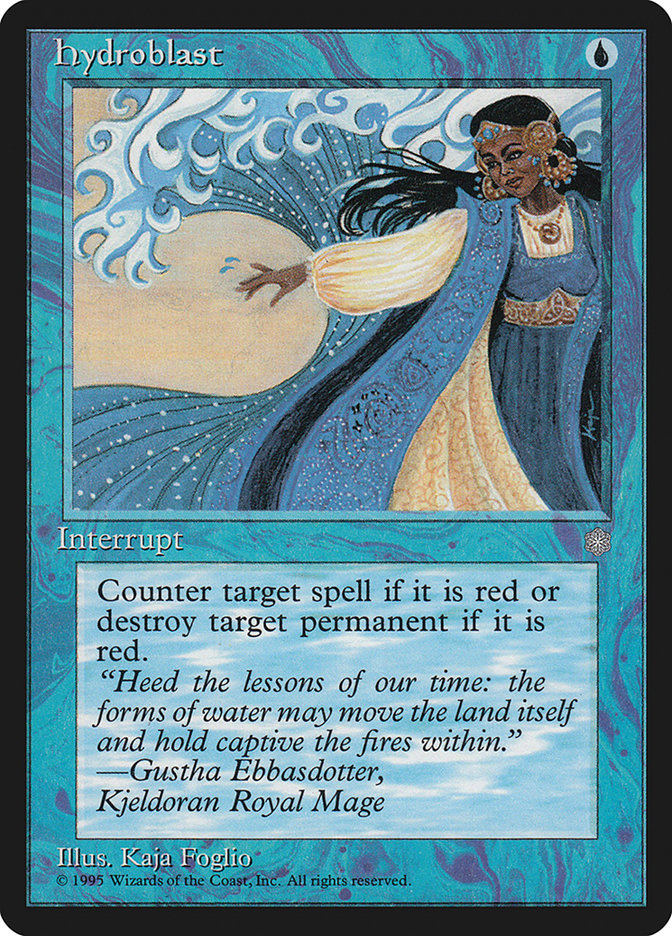 Hydroblast
Kaja
Interrupt
Counter target spell if it is red or
destroy target permanent if it is
red.
“Heed the lessons of our time: the
forms of water may move the land itself
and hold captive the fires within.”
—Gustha Ebbasdotter,
Kjeldoran Royal Mage
Illus. Kaja Foglio
© 1995 Wizards of the Coast, Inc. All rights reserved.